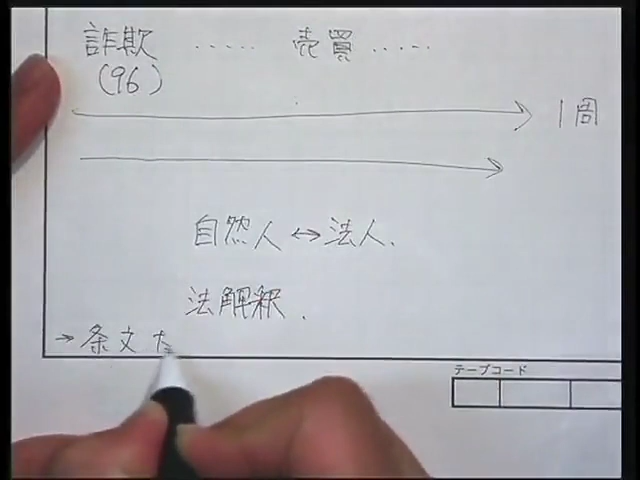 詐欺 ..... 売買 .....
(96)
1周
自然人 ↔ 法人.
法解釈.
→ 条文
テープコード